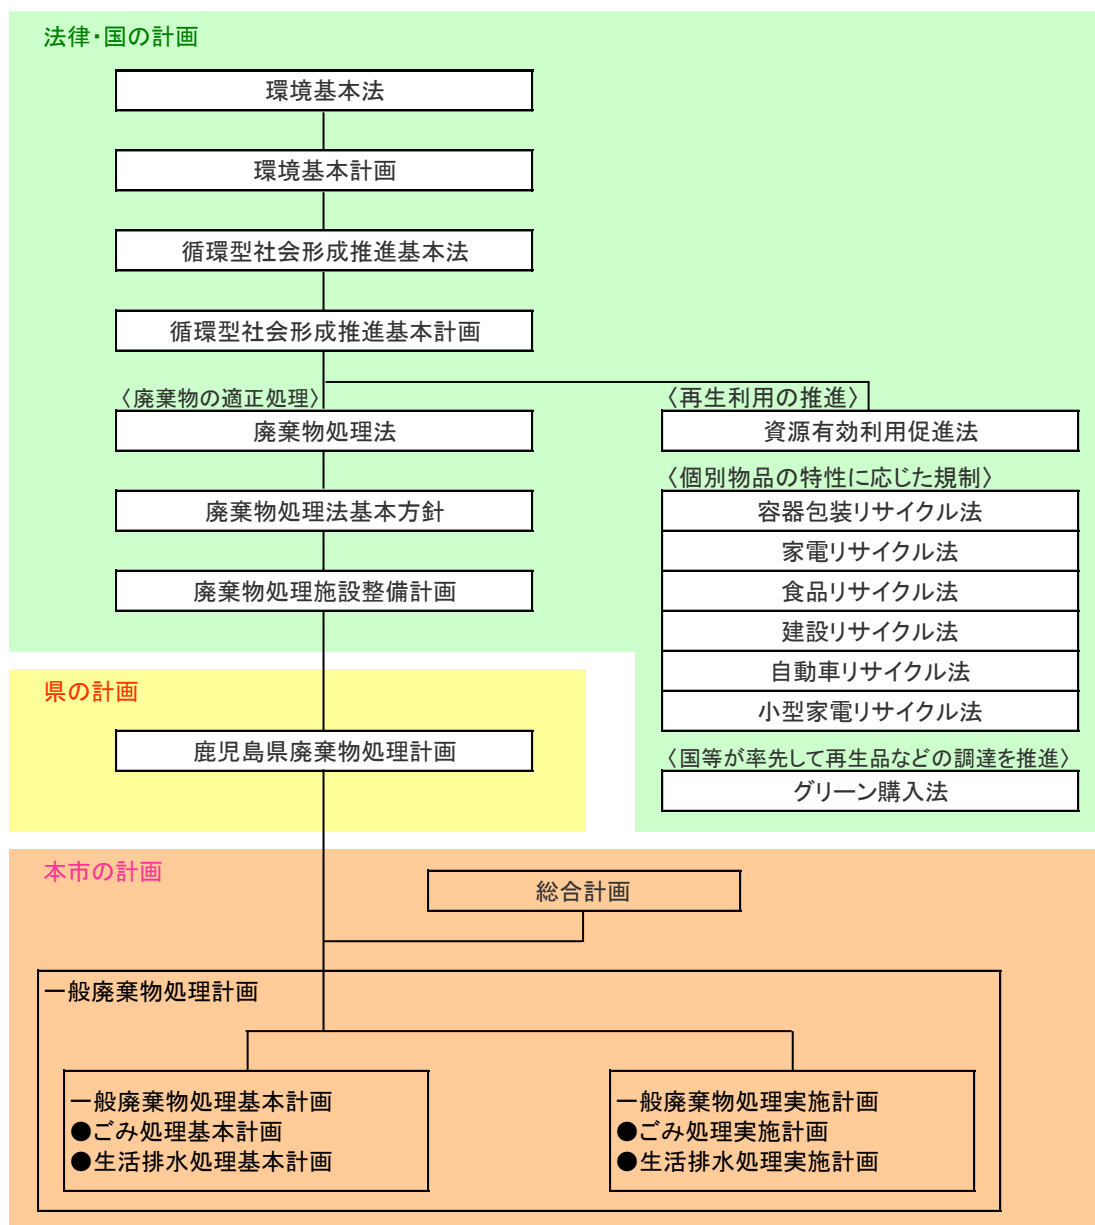 法律・国の計画
環境基本法
環境基本計画
循環型社会形成推進基本法
循環型社会形成推進基本計画
〈廃棄物の適正処理〉
廃棄物処理法
廃棄物処理法基本方針
廃棄物処理施設整備計画
〈再生利用の推進〉
資源有効利用促進法
〈個別物品の特性に応じた規制〉
容器包装リサイクル法
家電リサイクル法
食品リサイクル法
建設リサイクル法
自動車リサイクル法
小型家電リサイクル法
〈国等が率先して再生品などの調達を推進〉
グリーン購入法
県の計画
鹿児島県廃棄物処理計画
本市の計画
総合計画
一般廃棄物処理計画
一般廃棄物処理基本計画
●ごみ処理基本計画
●生活排水処理基本計画
一般廃棄物処理実施計画
●ごみ処理実施計画
●生活排水処理実施計画